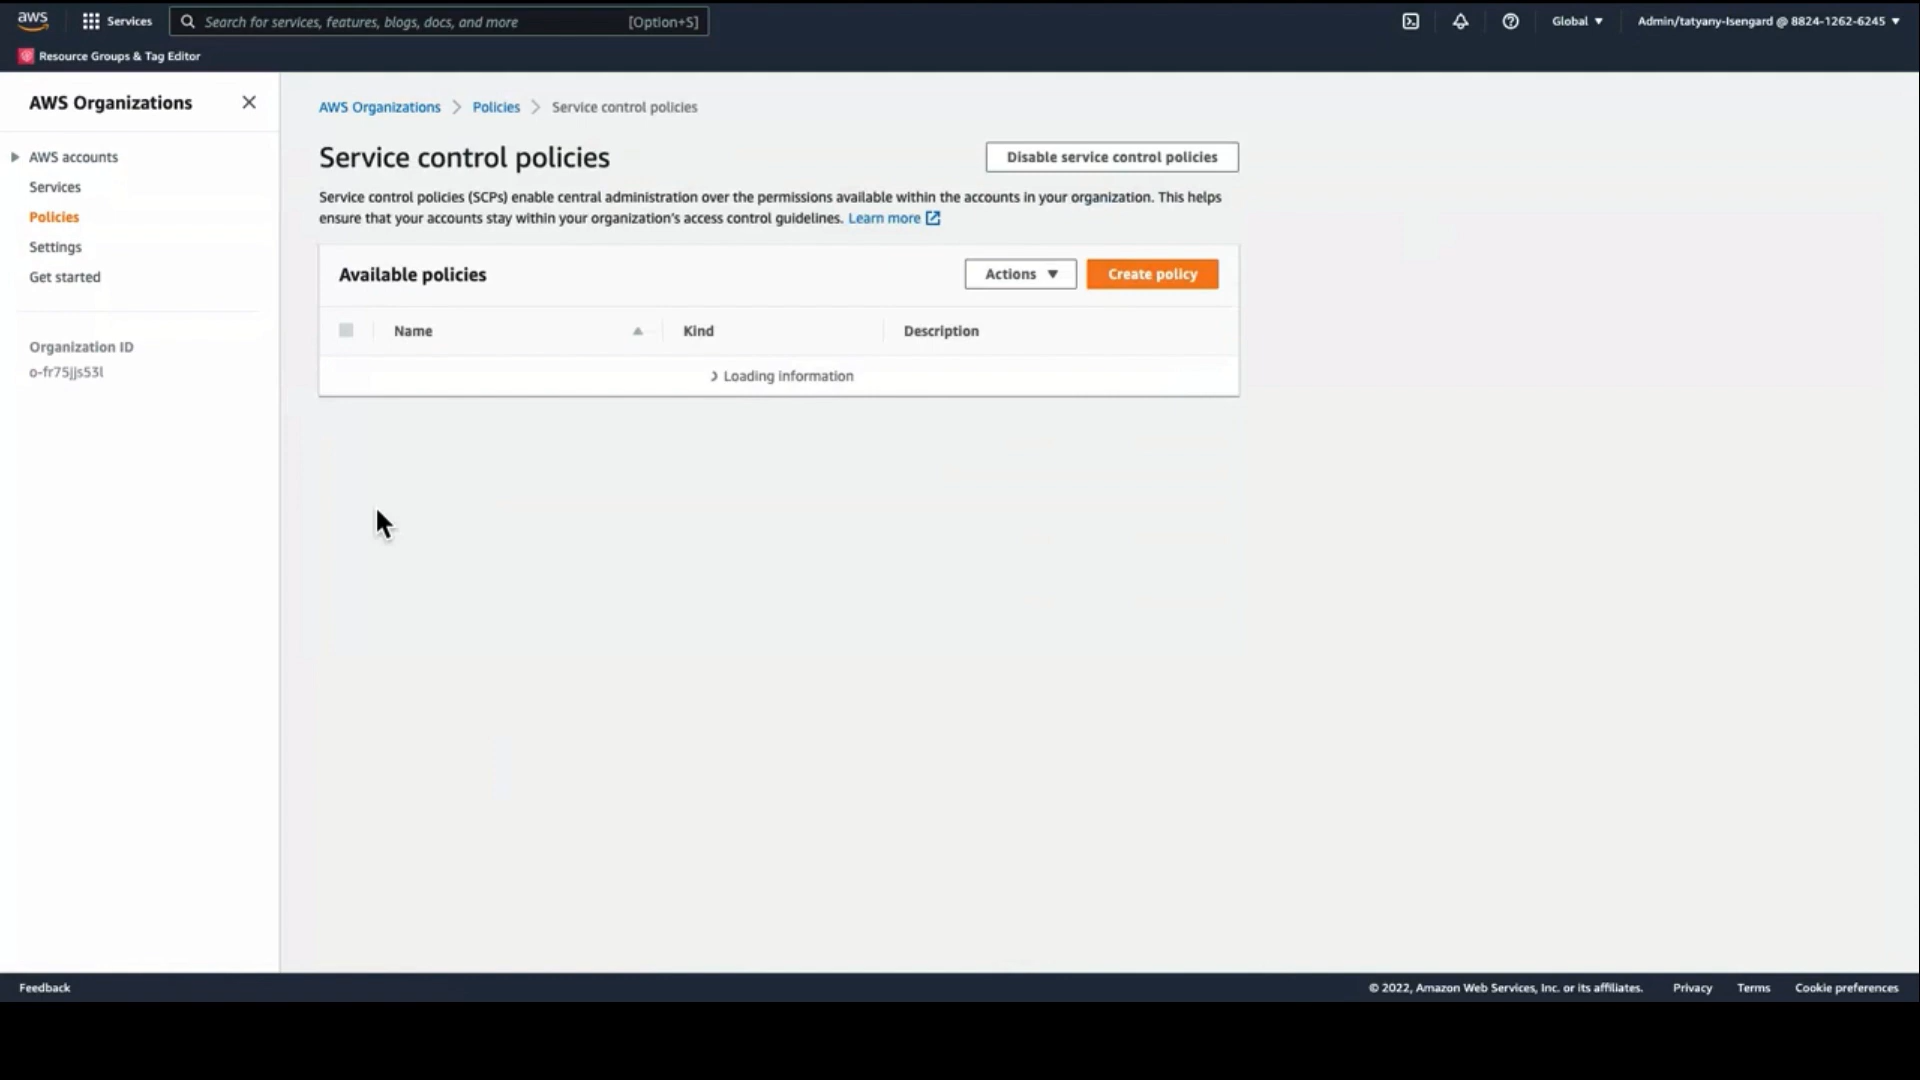 aws
Services
Search for services, features, blogs, docs, and more
[Option+S]
Global
Admin/tatyany-Isengard @ 8824-1262-6245
Resource Groups & Tag Editor
AWS Organizations
AWS accounts
Services
Policies
Settings
Get started
Organization ID
o-fr75jjs53l
AWS Organizations > Policies > Service control policies
Service control policies
Disable service control policies
Service control policies (SCPs) enable central administration over the permissions available within the accounts in your organization. This helps
ensure that your accounts stay within your organization's access control guidelines. Learn more
Available policies
Actions
Create policy
Name
Kind
Description
Loading information
Feedback
© 2022, Amazon Web Services, Inc. or its affiliates.
Privacy
Terms
Cookie preferences